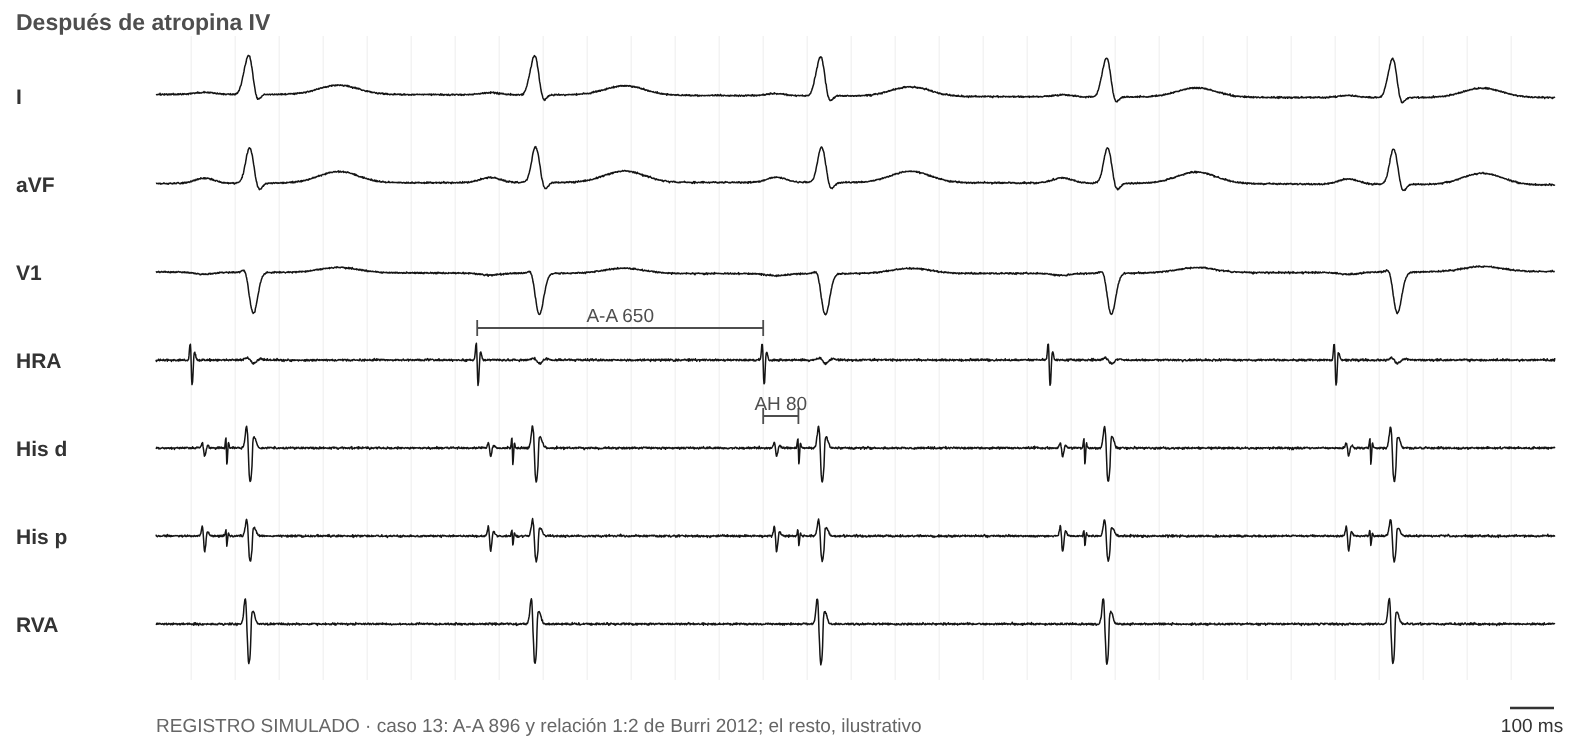 Después de atropina IV
I
aVF
V1
A-A 650
HRA
AH 80
His d
His p
RVA
REGISTRO SIMULADO · caso 13: A-A 896 y relación 1:2 de Burri 2012; el resto, ilustrativo
100 ms